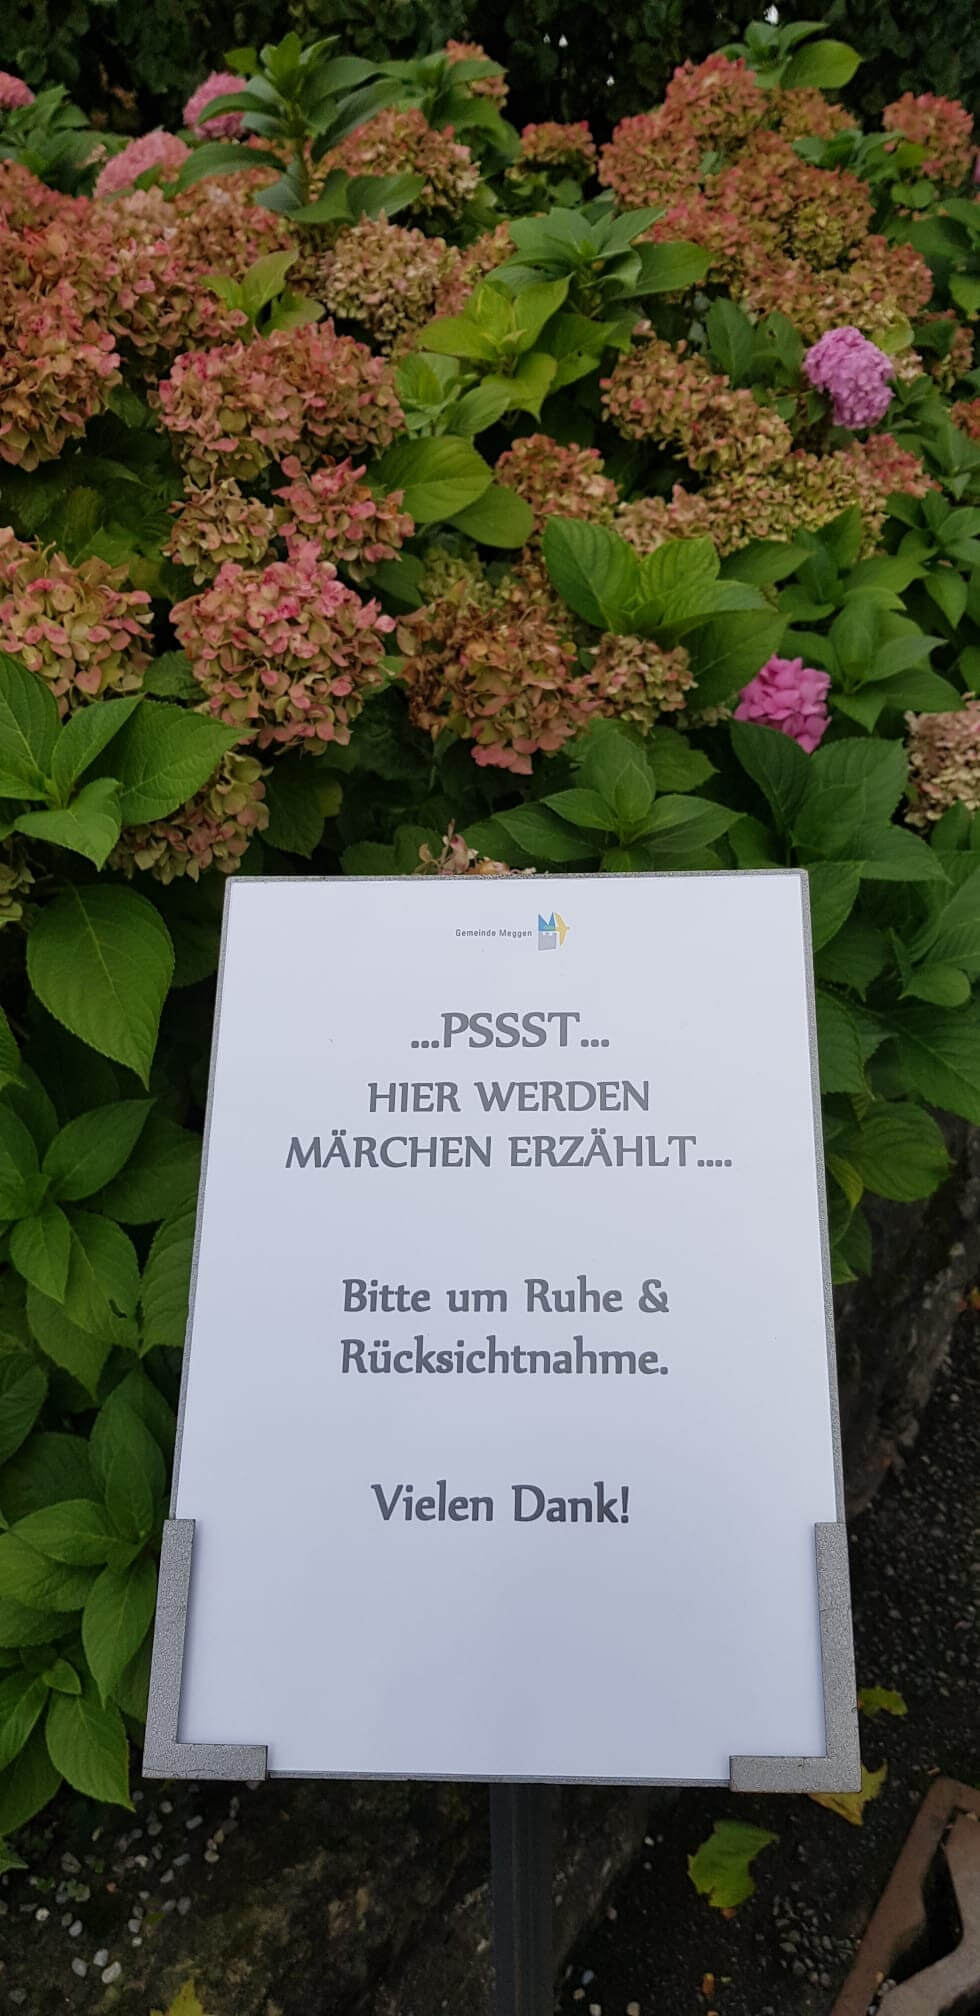 Gemeinde Meggen
...PSSST...
HIER WERDEN
MÄRCHEN ERZÄHLT....
Bitte um Ruhe &
Rücksichtnahme.
Vielen Dank!